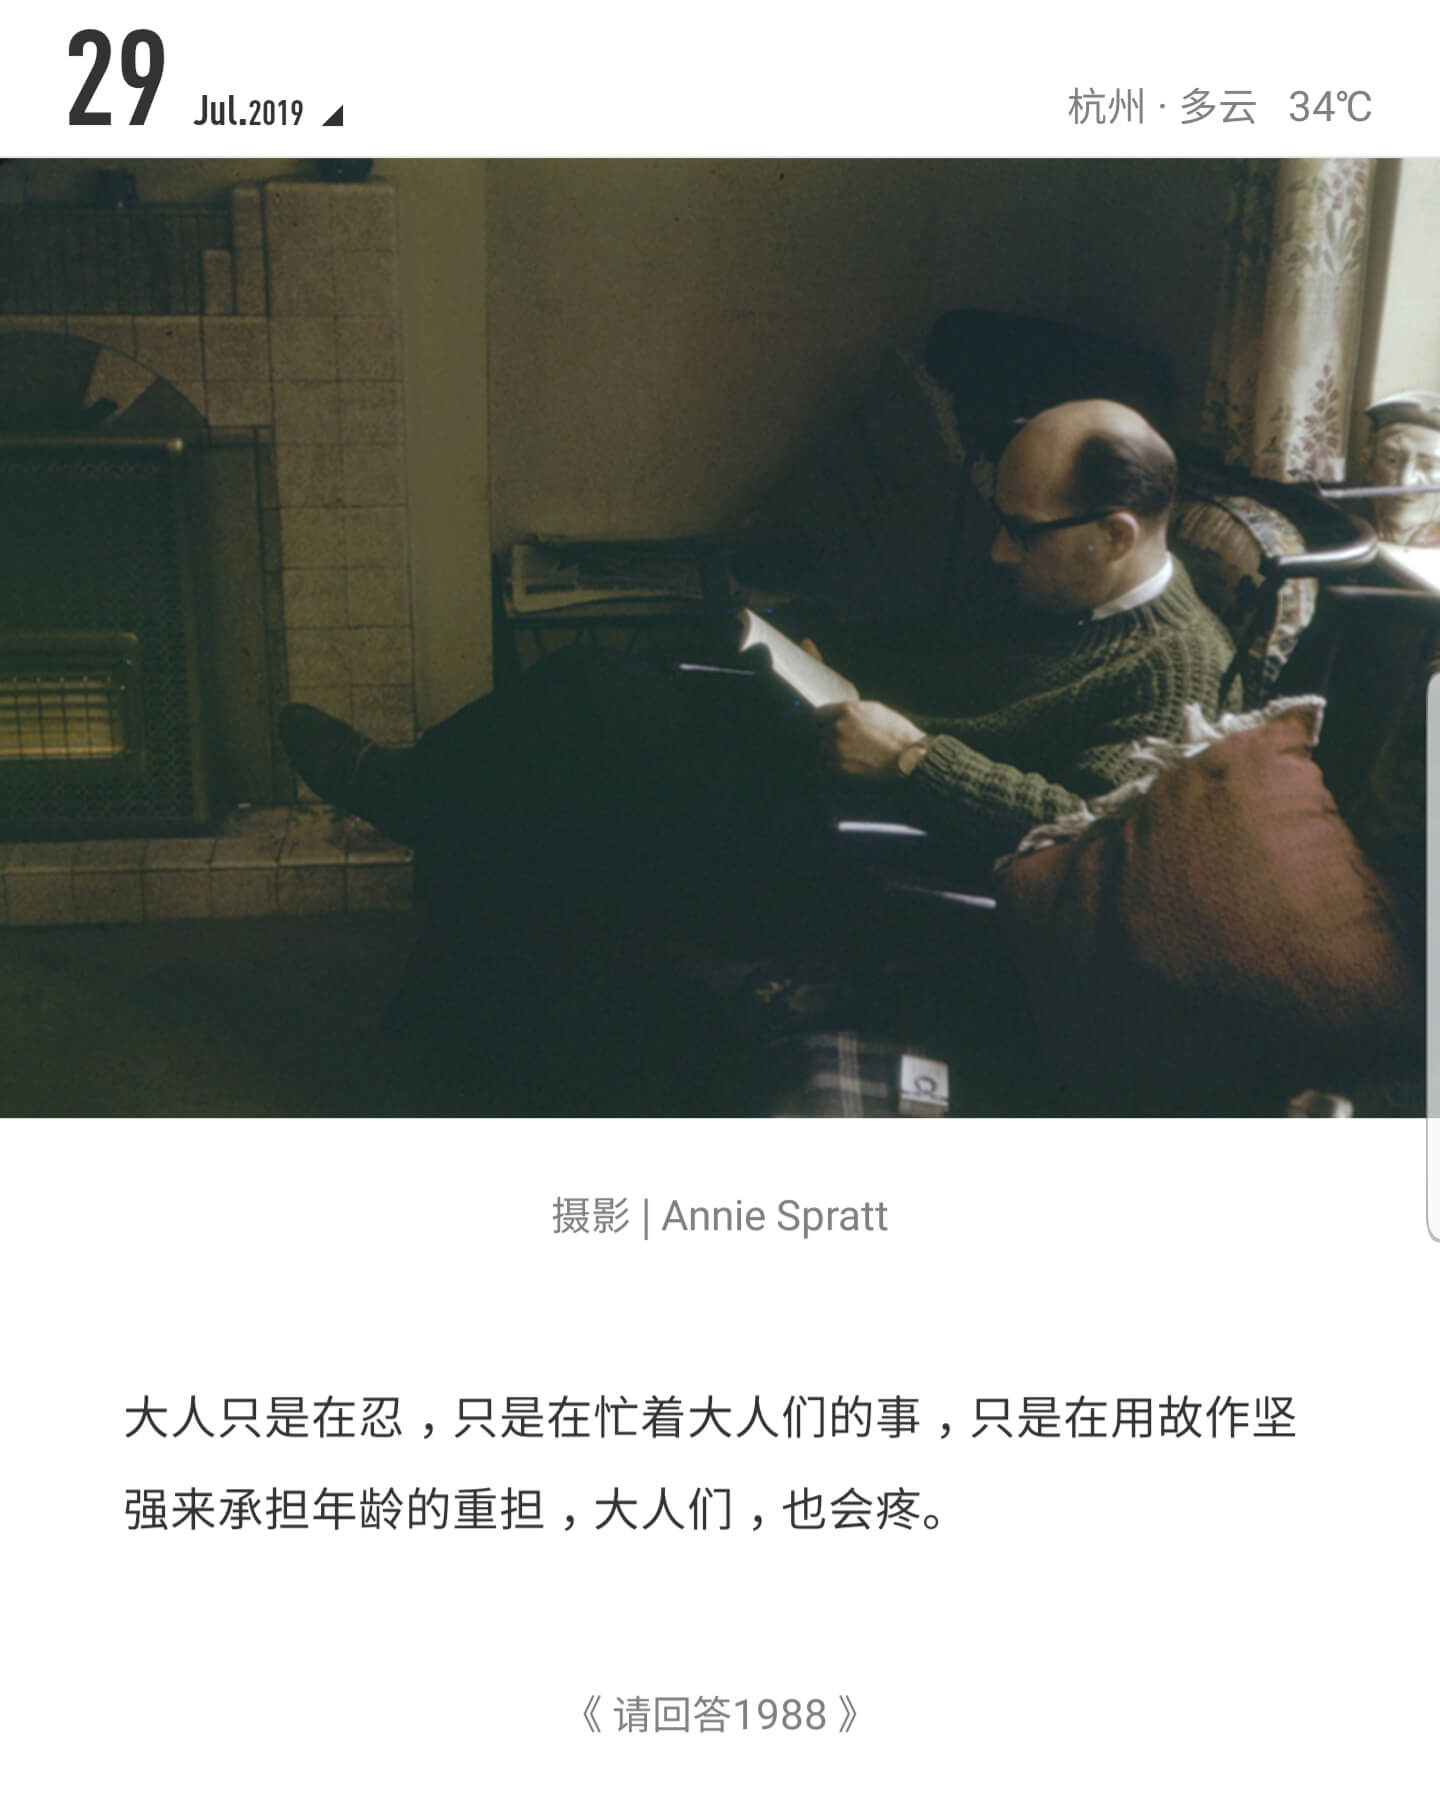 29 Jul.2019
杭州 · 多云 34℃
摄影 | Annie Spratt
大人只是在忍，只是在忙着大人们的事，只是在用故作坚
强来承担年龄的重担，大人们，也会疼。
《 请回答1988 》